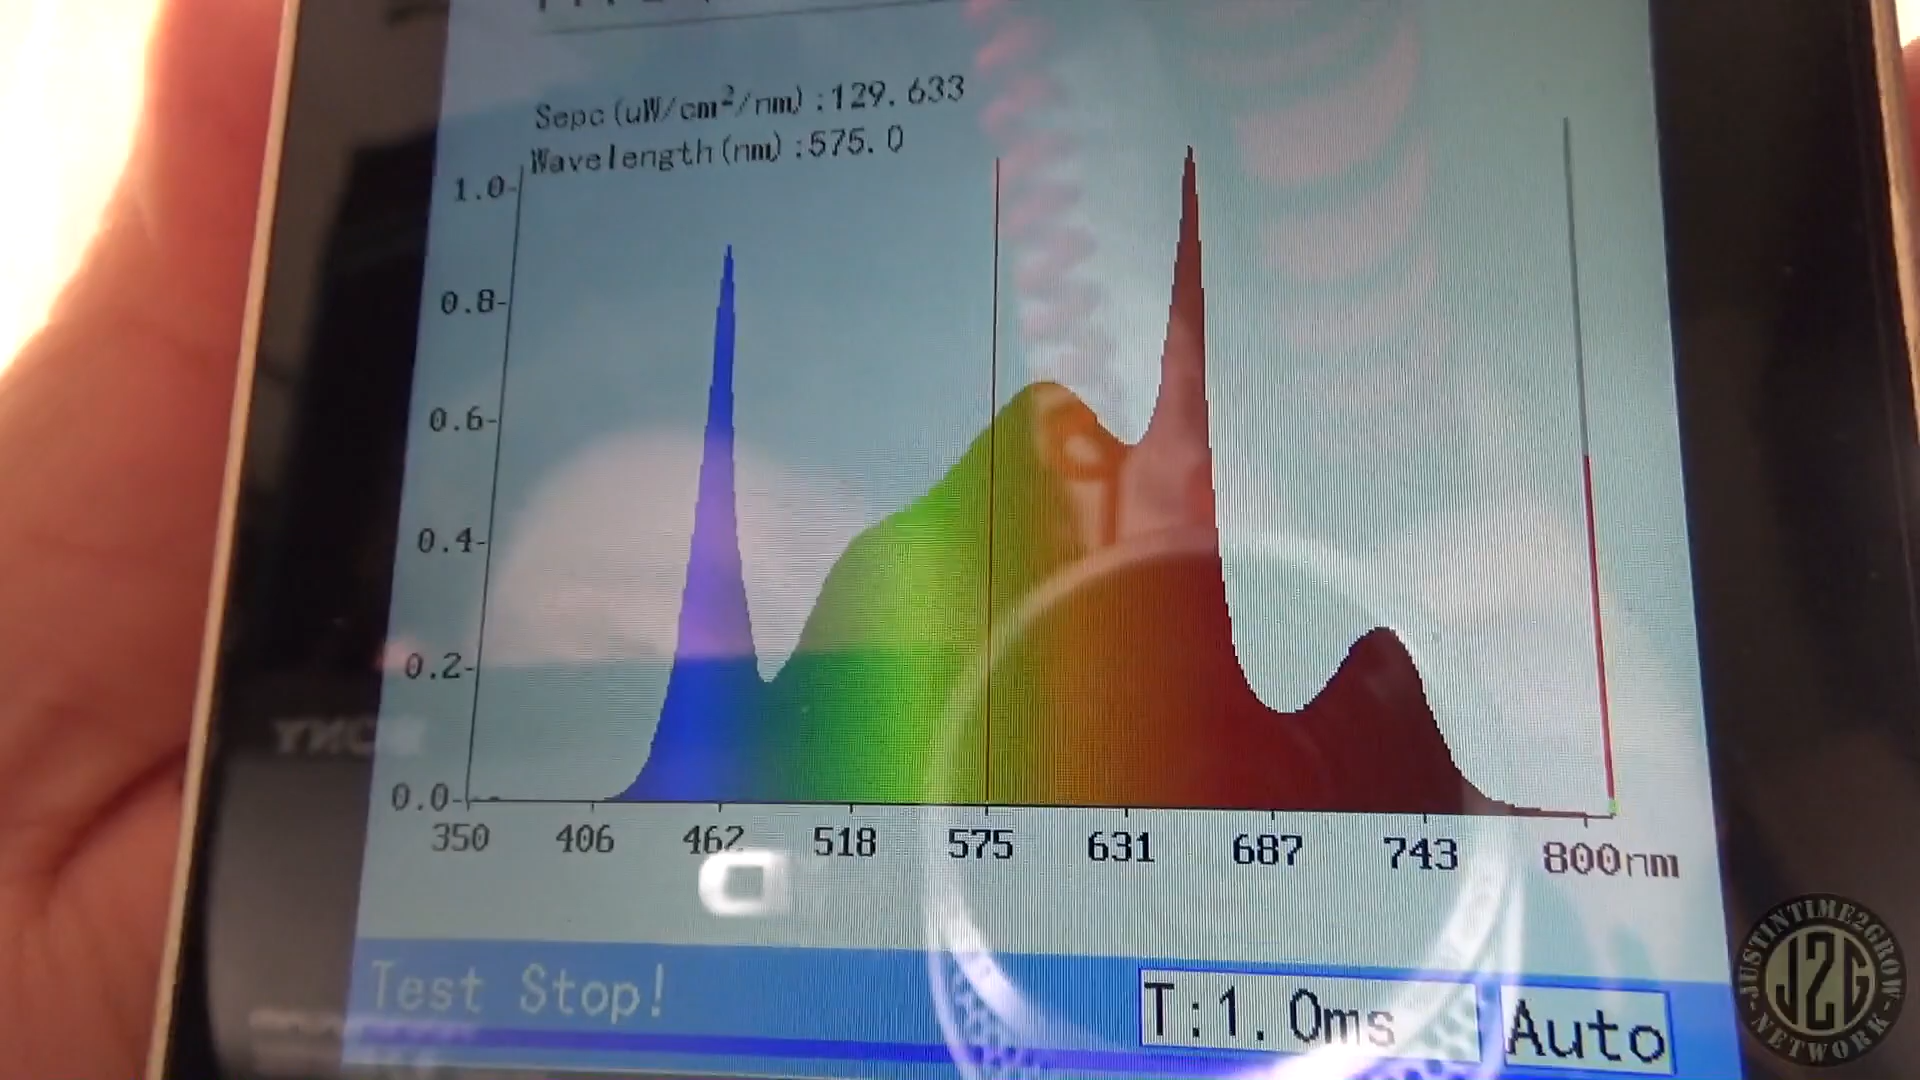 Sepc(uW/cm²/nm):129.633
Wavelength(nm):575.0
1.0
0.8
0.6
0.4
0.2
0.0
350 406 462 518 575 631 687 743 800nm
Test Stop!
T:1.0ms
Auto
JUSTINTIME2GROW
J2G
NETWORK